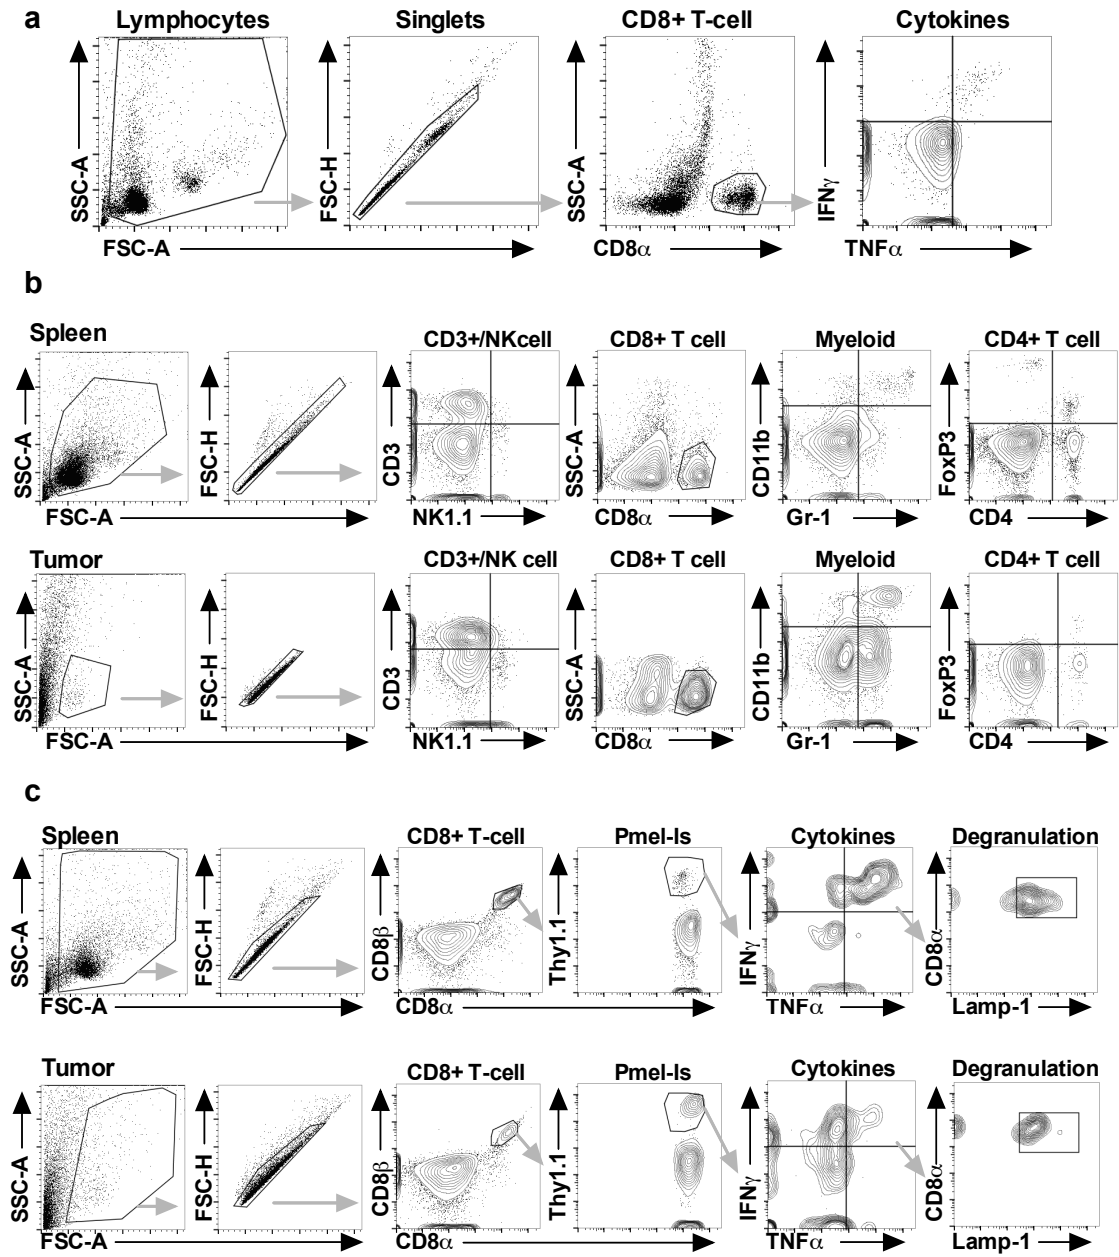 a
Lymphocytes
Singlets
CD8+ T-cell
Cytokines
SSC-A
FSC-H
SSC-A
IFNγ
FSC-A
CD8α
TNFα
b
Spleen
CD3+/NKcell
CD8+ T cell
Myeloid
CD4+ T cell
SSC-A
FSC-H
CD3
SSC-A
CD11b
FoxP3
FSC-A
NK1.1
CD8α
Gr-1
CD4
Tumor
CD3+/NK cell
CD8+ T cell
Myeloid
CD4+ T cell
SSC-A
FSC-H
CD3
SSC-A
CD11b
FoxP3
FSC-A
NK1.1
CD8α
Gr-1
CD4
c
Spleen
CD8+ T-cell
Pmel-Is
Cytokines
Degranulation
SSC-A
FSC-H
CD8β
Thy1.1
IFNγ
CD8α
FSC-A
CD8α
TNFα
Lamp-1
Tumor
CD8+ T-cell
Pmel-Is
Cytokines
Degranulation
SSC-A
FSC-H
CD8β
Thy1.1
IFNγ
CD8α
FSC-A
CD8α
TNFα
Lamp-1